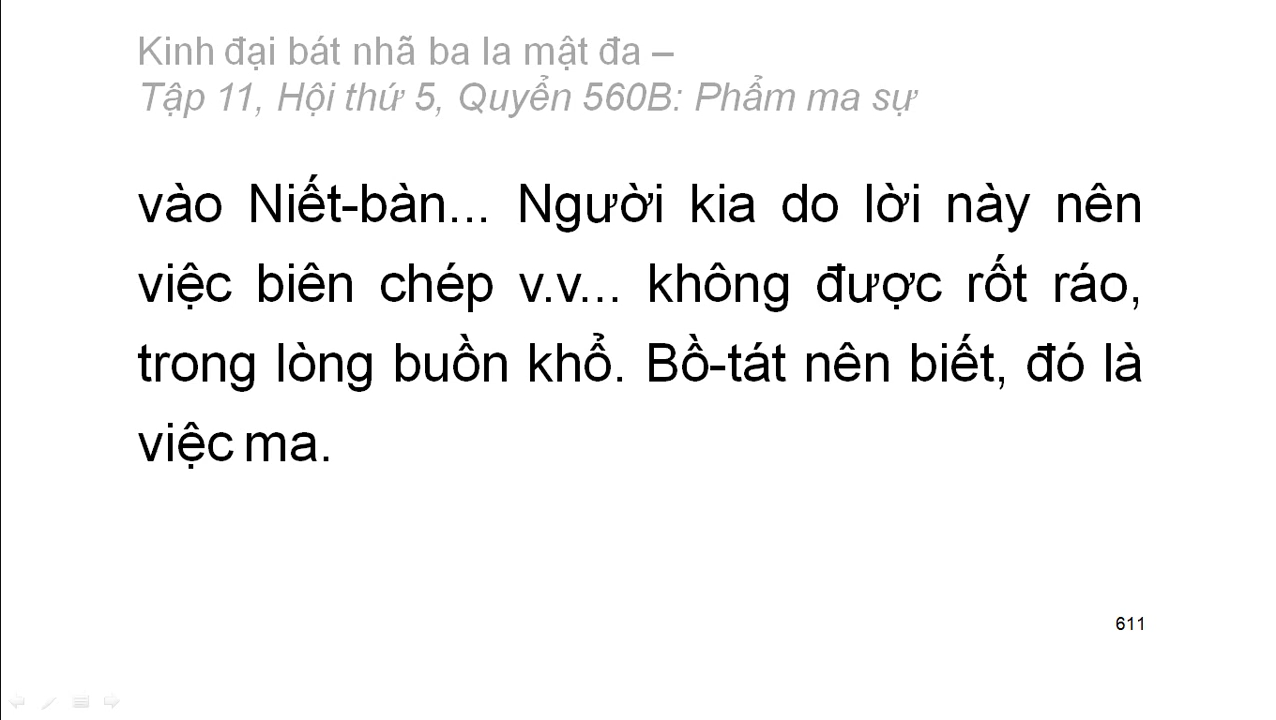 Kinh đại bát nhã ba la mật đa –
Tập 11, Hội thứ 5, Quyển 560B: Phẩm ma sự
vào Niết-bàn... Người kia do lời này nên
việc biên chép v.v... không được rốt ráo,
trong lòng buồn khổ. Bồ-tát nên biết, đó là
việc ma.
611